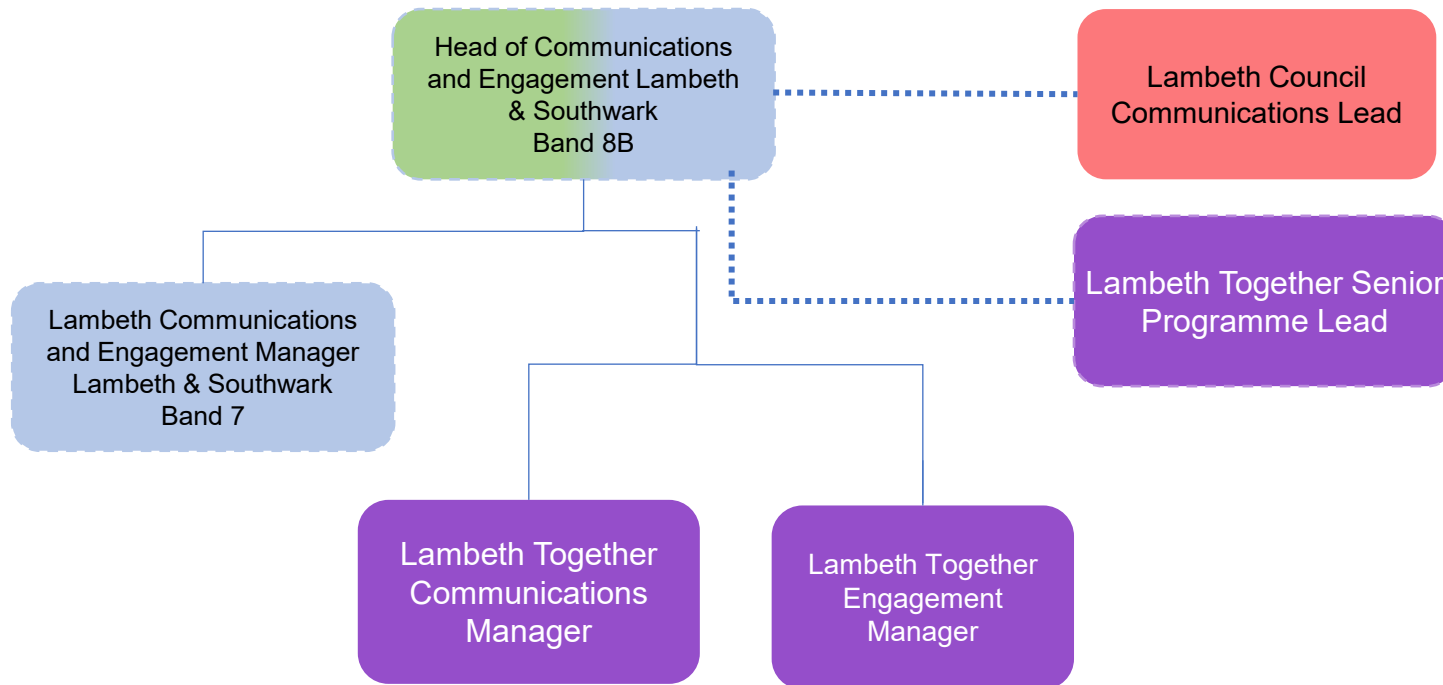 Head of Communications
and Engagement Lambeth
& Southwark
Band 8B
Lambeth Council
Communications Lead
Lambeth Together Senior
Programme Lead
Lambeth Communications
and Engagement Manager
Lambeth & Southwark
Band 7
Lambeth Together
Communications
Manager
Lambeth Together
Engagement
Manager